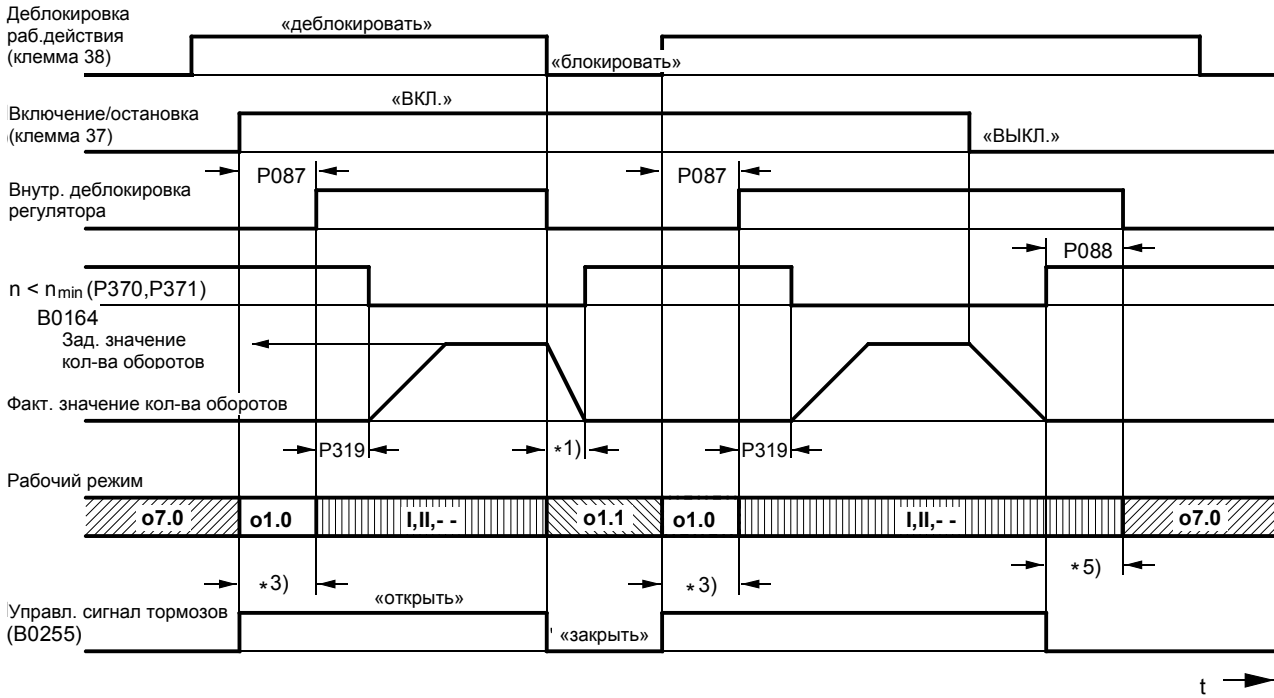 Деблокировка
раб.действия
(клемма 38)
«деблокировать»
«блокировать»
Включение/остановка
(клемма 37)
«ВКЛ.»
«ВЫКЛ.»
P087
P087
Внутр. деблокировка
регулятора
P088
n < nmin (P370,P371)
B0164
Зад. значение
кол-ва оборотов
Факт. значение кол-ва оборотов
P319
*1)
P319
Рабочий режим
o7.0
o1.0
I,II,- -
o1.1
o1.0
I,II,- -
o7.0
*3)
*3)
*5)
Управл. сигнал тормозов
(B0255)
«открыть»
«закрыть»
t